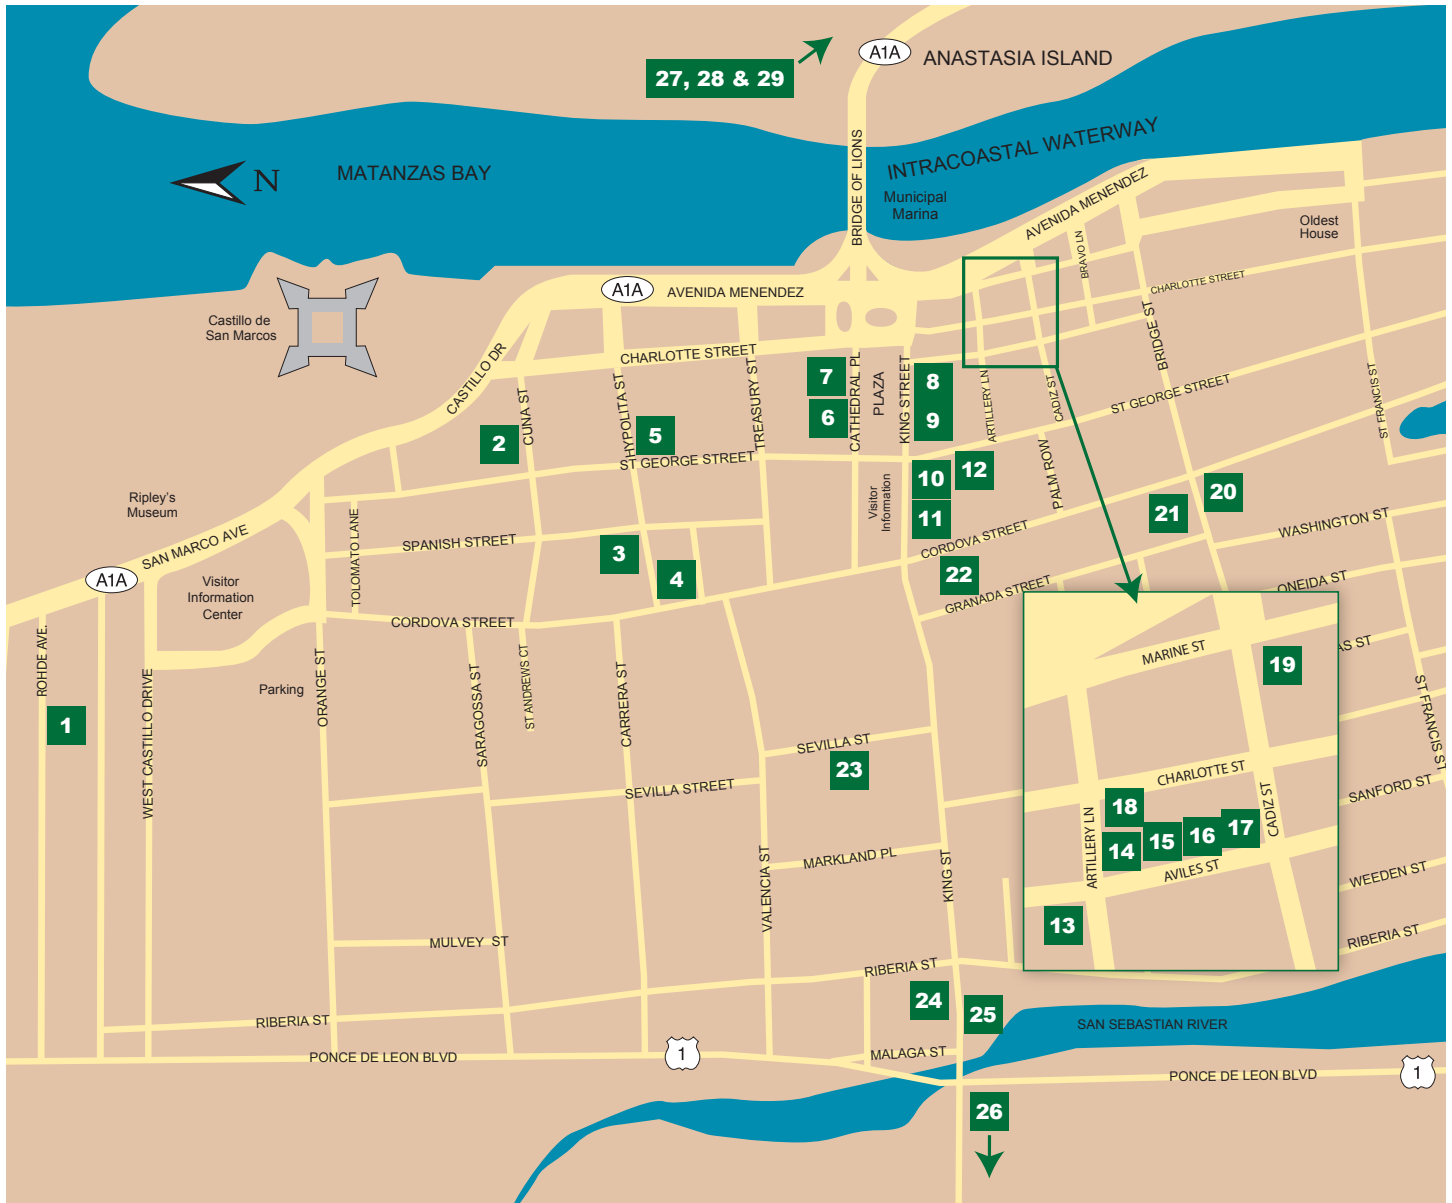 A1A
ANASTASIA ISLAND
27, 28 & 29
BRIDGE OF LIONS
INTRACOASTAL WATERWAY
N
MATANZAS BAY
Municipal
Marina
AVENIDA MENENDEZ
Oldest
House
BRAVO LN
CHARLOTTE STREET
A1A
AVENIDA MENENDEZ
Castillo de
San Marcos
CASTILLO DR
CHARLOTTE STREET
CUNA ST
HYPOLITA ST
TREASURY ST
CATHEDRAL PL
PLAZA
KING STREET
ARTILLERY LN
CADIZ ST
BRIDGE ST
ST GEORGE STREET
ST FRANCIS ST
7
8
6
9
2
5
ST GEORGE STREET
10
12
11
Visitor
Information
PALM ROW
20
21
Ripley's
Museum
SAN MARCO AVE
TOLOMATO LANE
SPANISH STREET
3
4
CORDOVA STREET
22
GRANADA STREET
WASHINGTON ST
ONEIDA ST
A1A
Visitor
Information
Center
CORDOVA STREET
ROHDE AVE.
WEST CASTILLO DRIVE
Parking
ORANGE ST
SARAGOSSA ST
ST ANDREWS CT
CARRERA ST
1
MARINE ST
19
AS ST
ST FRANCIS ST
SEVILLA ST
23
SEVILLA STREET
CHARLOTTE ST
SANFORD ST
18
14
15
16
17
CADIZ ST
ARTILLERY LN
AVILES ST
13
MARKLAND PL
VALENCIA ST
KING ST
WEEDEN ST
MULVEY ST
RIBERIA ST
RIBERIA ST
24
25
RIBERIA ST
SAN SEBASTIAN RIVER
PONCE DE LEON BLVD
1
MALAGA ST
PONCE DE LEON BLVD
1
26